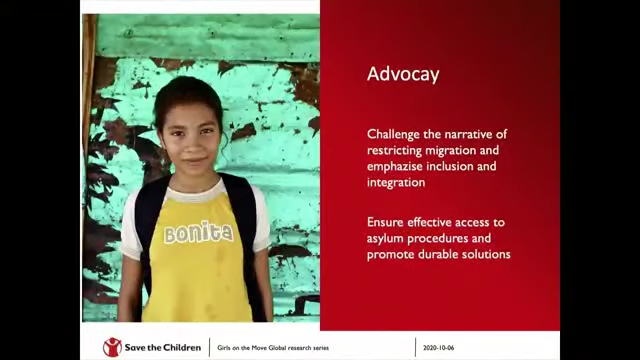 Advocay
Challenge the narrative of
restricting migration and
emphazise inclusion and
integration
Ensure effective access to
asylum procedures and
promote durable solutions
Bonita
Save the Children
Girls on the Move Global research series
2020-10-06